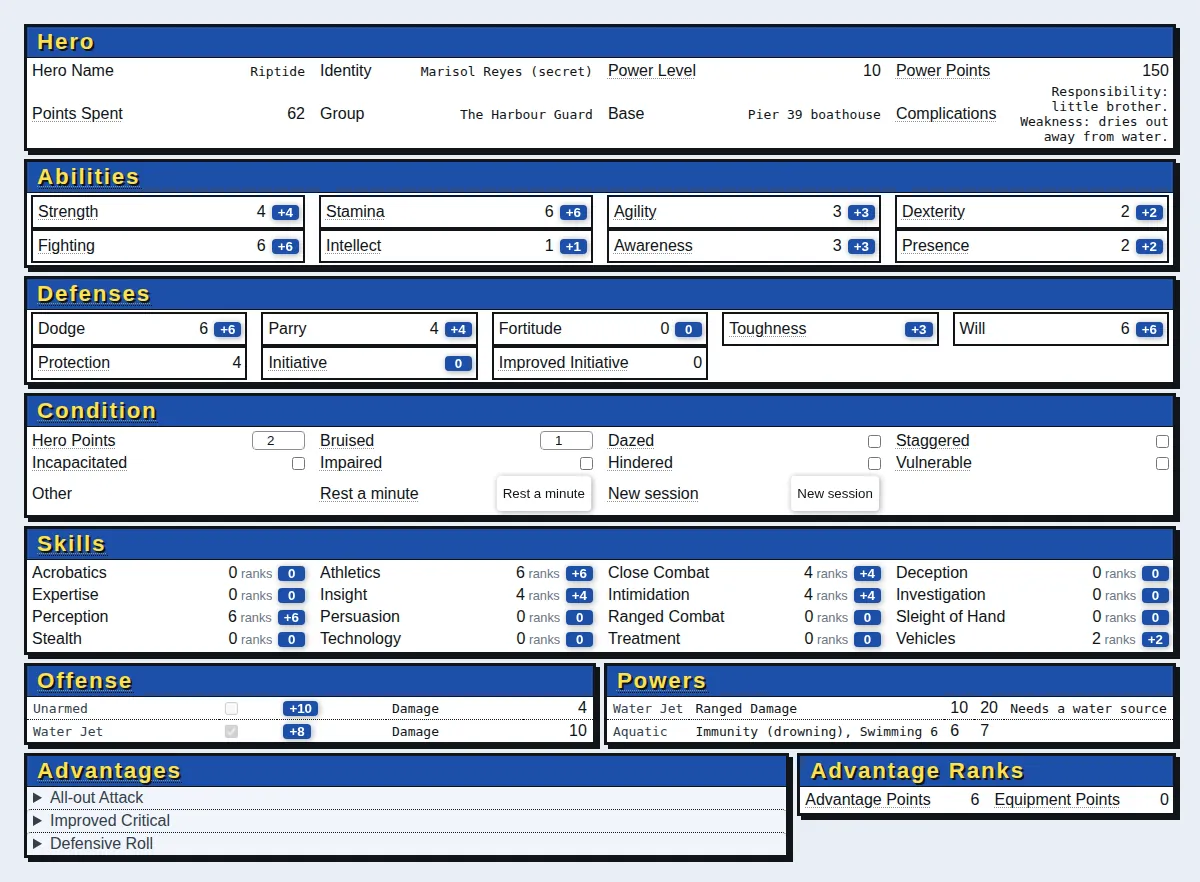 Hero
Hero Name Riptide Identity Marisol Reyes (secret) Power Level 10 Power Points 150
Points Spent 62 Group The Harbour Guard Base Pier 39 boathouse Complications Responsibility:
little brother.
Weakness: dries out
away from water.
Abilities
Strength 4 +4 Stamina 6 +6 Agility 3 +3 Dexterity 2 +2
Fighting 6 +6 Intellect 1 +1 Awareness 3 +3 Presence 2 +2
Defenses
Dodge 6 +6 Parry 4 +4 Fortitude 0 0 Toughness +3 Will 6 +6
Protection 4 Initiative 0 Improved Initiative 0
Condition
Hero Points 2 Bruised 1 Dazed Staggered
Incapacitated Impaired Hindered Vulnerable
Other Rest a minute Rest a minute New session New session
Skills
Acrobatics 0 ranks 0 Athletics 6 ranks +6 Close Combat 4 ranks +4 Deception 0 ranks 0
Expertise 0 ranks 0 Insight 4 ranks +4 Intimidation 4 ranks +4 Investigation 0 ranks 0
Perception 6 ranks +6 Persuasion 0 ranks 0 Ranged Combat 0 ranks 0 Sleight of Hand 0 ranks 0
Stealth 0 ranks 0 Technology 0 ranks 0 Treatment 0 ranks 0 Vehicles 2 ranks +2
Offense
Unarmed +10 Damage 4
Water Jet +8 Damage 10
Powers
Water Jet Ranged Damage 10 20 Needs a water source
Aquatic Immunity (drowning), Swimming 6 6 7
Advantages
All-out Attack
Improved Critical
Defensive Roll
Advantage Ranks
Advantage Points 6 Equipment Points 0